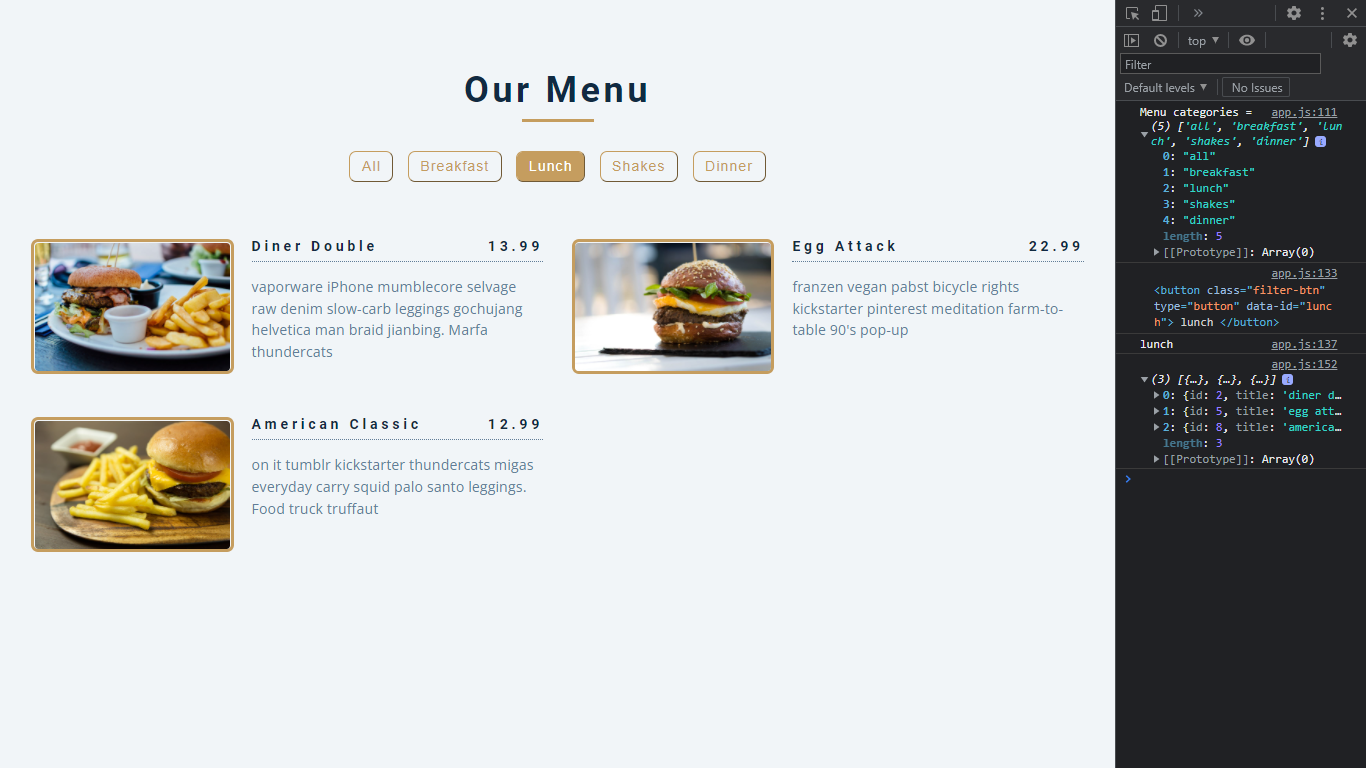 Our Menu
All Breakfast Lunch Shakes Dinner
Diner Double 13.99
vaporware iPhone mumblecore selvage
raw denim slow-carb leggings gochujang
helvetica man braid jianbing. Marfa
thundercats
Egg Attack 22.99
franzen vegan pabst bicycle rights
kickstarter pinterest meditation farm-to-
table 90's pop-up
American Classic 12.99
on it tumblr kickstarter thundercats migas
everyday carry squid palo santo leggings.
Food truck truffaut
top
Filter
Default levels No Issues
Menu categories = app.js:111
(5) ['all', 'breakfast', 'lun
ch', 'shakes', 'dinner'] i
0: "all"
1: "breakfast"
2: "lunch"
3: "shakes"
4: "dinner"
length: 5
[[Prototype]]: Array(0)
app.js:133
<button class="filter-btn"
type="button" data-id="lunc
h"> lunch </button>
lunch app.js:137
app.js:152
(3) [{…}, {…}, {…}] i
0: {id: 2, title: 'diner d…
1: {id: 5, title: 'egg att…
2: {id: 8, title: 'america…
length: 3
[[Prototype]]: Array(0)